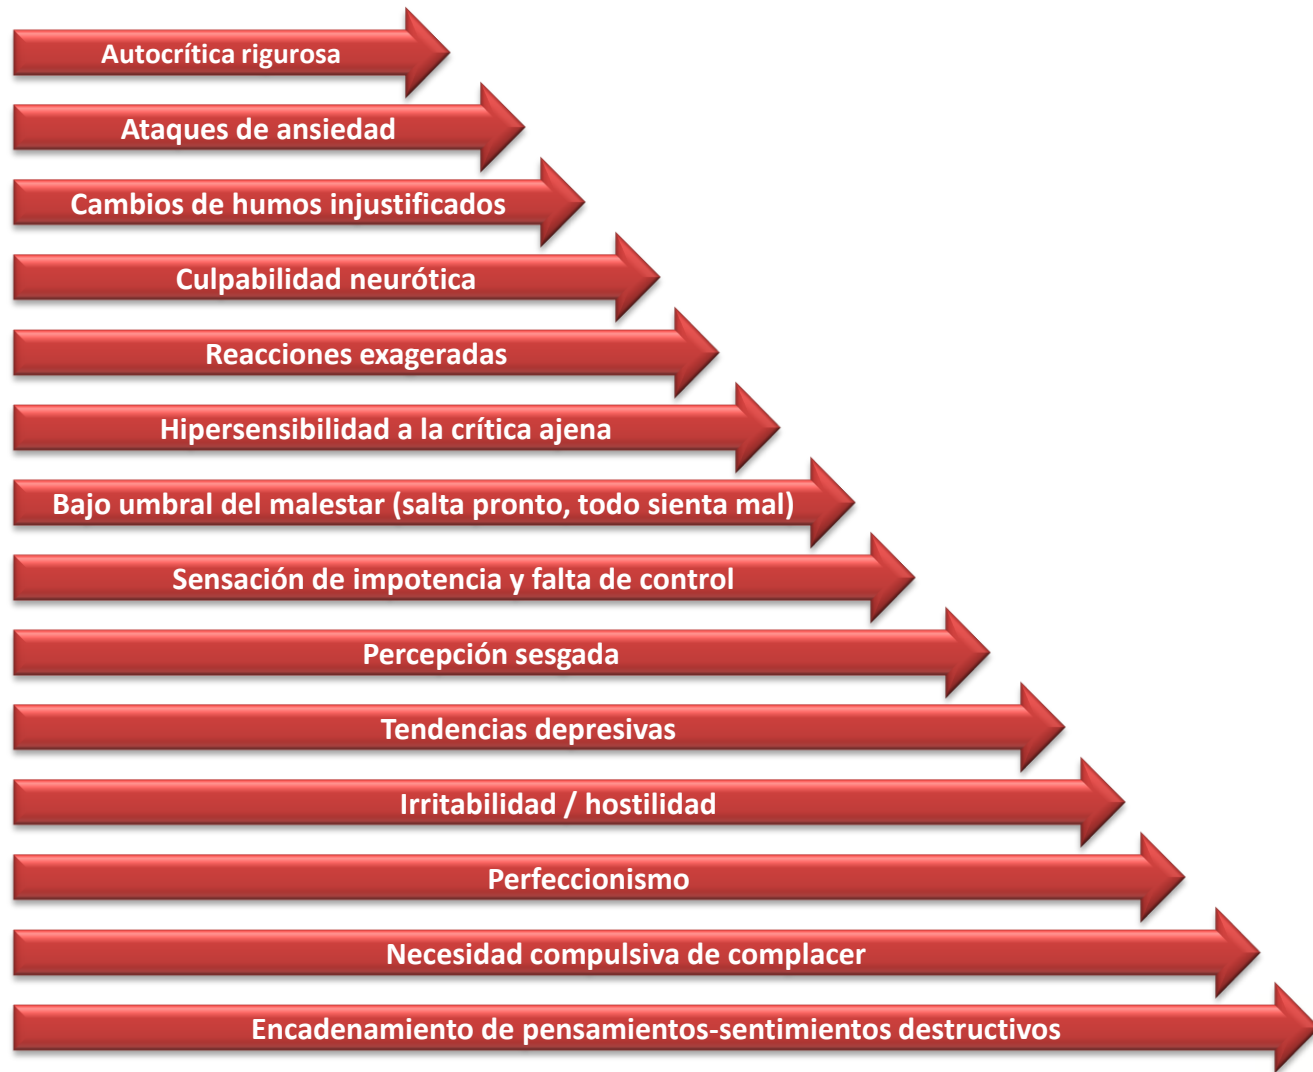 Autocrítica rigurosa
Ataques de ansiedad
Cambios de humos injustificados
Culpabilidad neurótica
Reacciones exageradas
Hipersensibilidad a la crítica ajena
Bajo umbral del malestar (salta pronto, todo sienta mal)
Sensación de impotencia y falta de control
Percepción sesgada
Tendencias depresivas
Irritabilidad / hostilidad
Perfeccionismo
Necesidad compulsiva de complacer
Encadenamiento de pensamientos-sentimientos destructivos